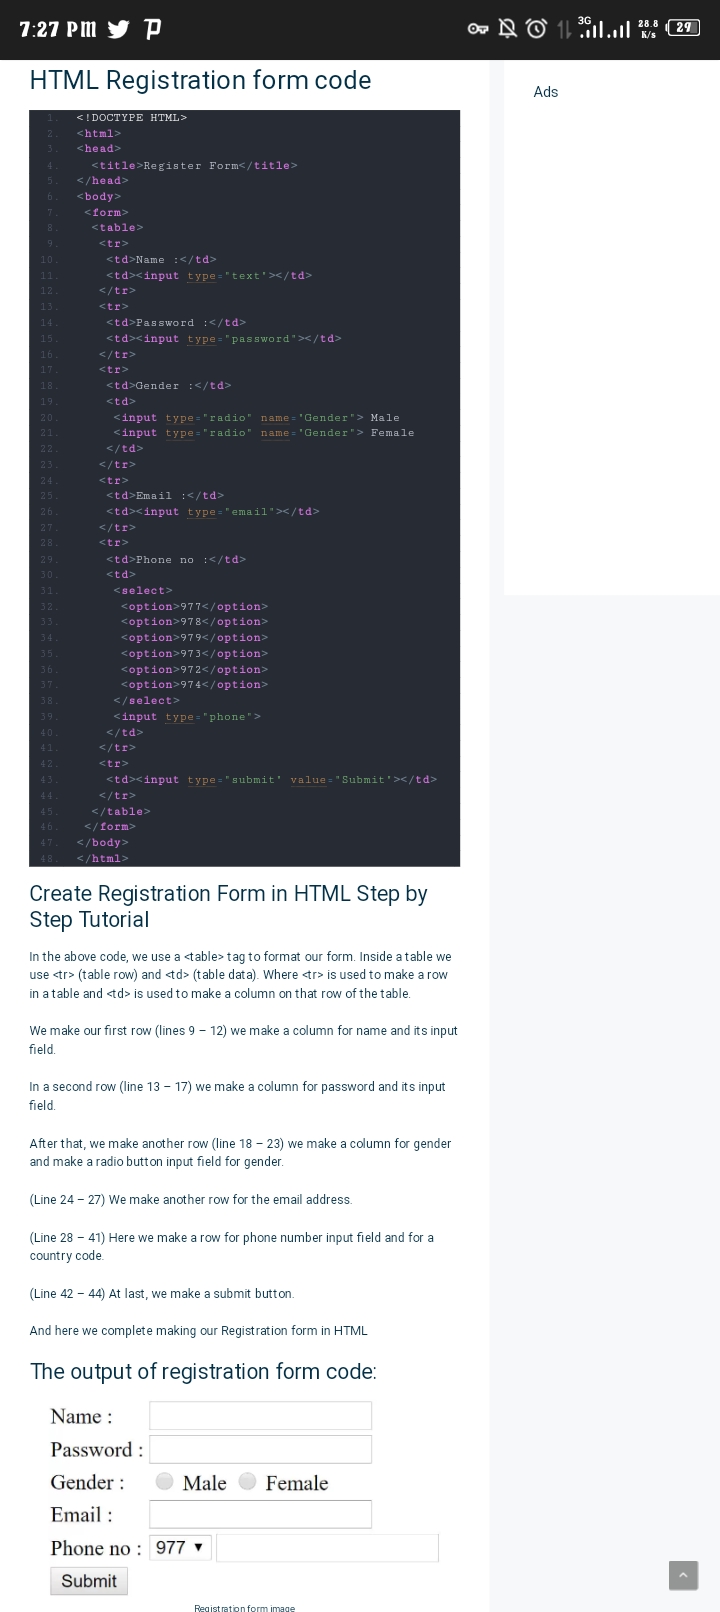 7:27 PM
3G
28.8
K/s
29
HTML Registration form code
Ads
1. <!DOCTYPE HTML>
2. <html>
3. <head>
4. <title>Register Form</title>
5. </head>
6. <body>
7. <form>
8. <table>
9. <tr>
10. <td>Name :</td>
11. <td><input type="text"></td>
12. </tr>
13. <tr>
14. <td>Password :</td>
15. <td><input type="password"></td>
16. </tr>
17. <tr>
18. <td>Gender :</td>
19. <td>
20. <input type="radio" name="Gender"> Male
21. <input type="radio" name="Gender"> Female
22. </td>
23. </tr>
24. <tr>
25. <td>Email :</td>
26. <td><input type="email"></td>
27. </tr>
28. <tr>
29. <td>Phone no :</td>
30. <td>
31. <select>
32. <option>977</option>
33. <option>978</option>
34. <option>979</option>
35. <option>973</option>
36. <option>972</option>
37. <option>974</option>
38. </select>
39. <input type="phone">
40. </td>
41. </tr>
42. <tr>
43. <td><input type="submit" value="Submit"></td>
44. </tr>
45. </table>
46. </form>
47. </body>
48. </html>
Create Registration Form in HTML Step by
Step Tutorial
In the above code, we use a <table> tag to format our form. Inside a table we
use <tr> (table row) and <td> (table data). Where <tr> is used to make a row
in a table and <td> is used to make a column on that row of the table.
We make our first row (lines 9 – 12) we make a column for name and its input
field.
In a second row (line 13 – 17) we make a column for password and its input
field.
After that, we make another row (line 18 – 23) we make a column for gender
and make a radio button input field for gender.
(Line 24 – 27) We make another row for the email address.
(Line 28 – 41) Here we make a row for phone number input field and for a
country code.
(Line 42 – 44) At last, we make a submit button.
And here we complete making our Registration form in HTML
The output of registration form code:
Name :
Password :
Gender : Male Female
Email :
Phone no : 977
Submit
Registration form image